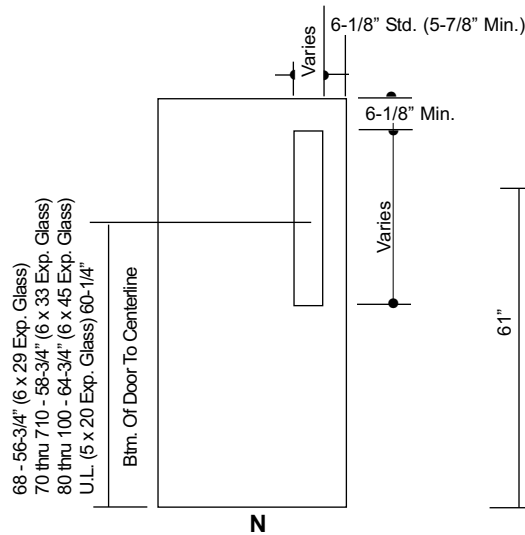 6-1/8” Std. (5-7/8” Min.)
Varies
6-1/8” Min.
Varies
61”
68 - 56-3/4” (6 x 29 Exp. Glass)
70 thru 710 - 58-3/4” (6 x 33 Exp. Glass)
80 thru 100 - 64-3/4” (6 x 45 Exp. Glass)
U.L. (5 x 20 Exp. Glass) 60-1/4”
Btm. Of Door To Centerline
N